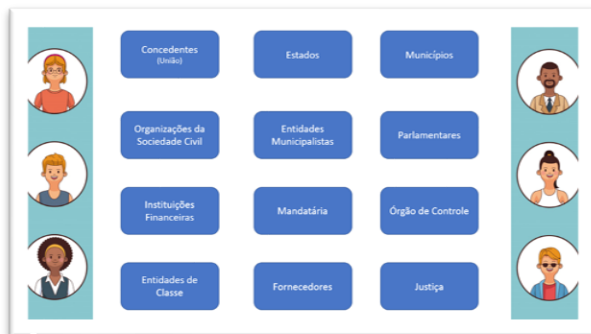 Concedentes
(União)
Estados
Municípios
Organizações da
Sociedade Civil
Entidades
Municipalistas
Parlamentares
Instituições
Financeiras
Mandatária
Órgão de Controle
Entidades de
Classe
Fornecedores
Justiça